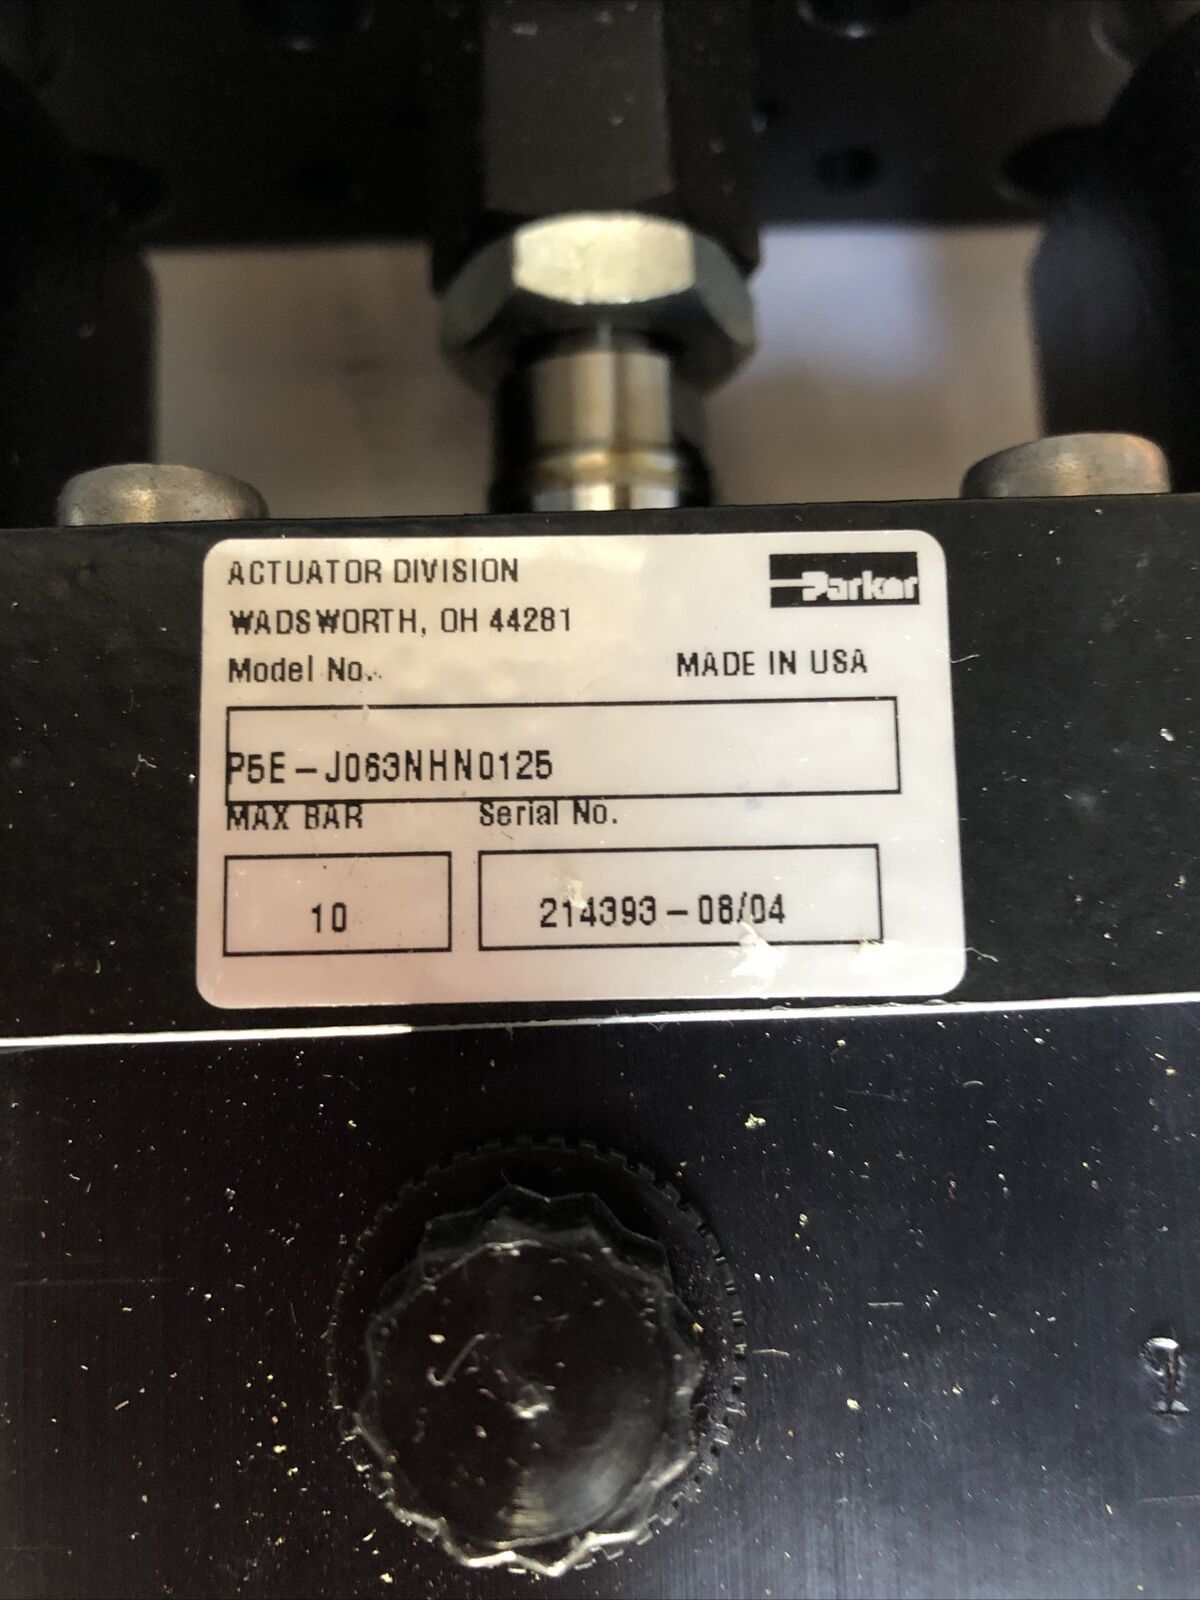 ACTUATOR DIVISION
Parker
WADSWORTH, OH 44281
Model No.
MADE IN USA
P5E-J063NHN0125
MAX BAR
Serial No.
10
214393-08/04
1